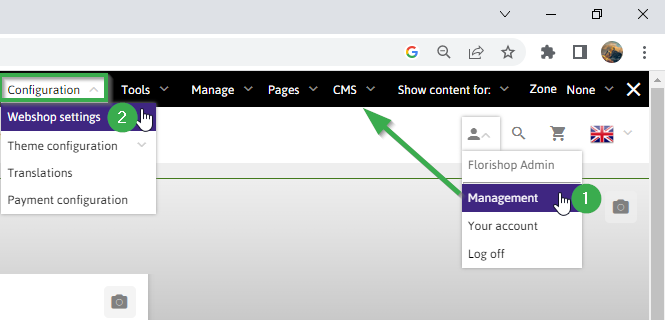 Configuration Tools Manage Pages CMS Show content for: Zone None
Webshop settings 2
Theme configuration
Translations
Payment configuration
Florishop Admin
Management 1
Your account
Log off